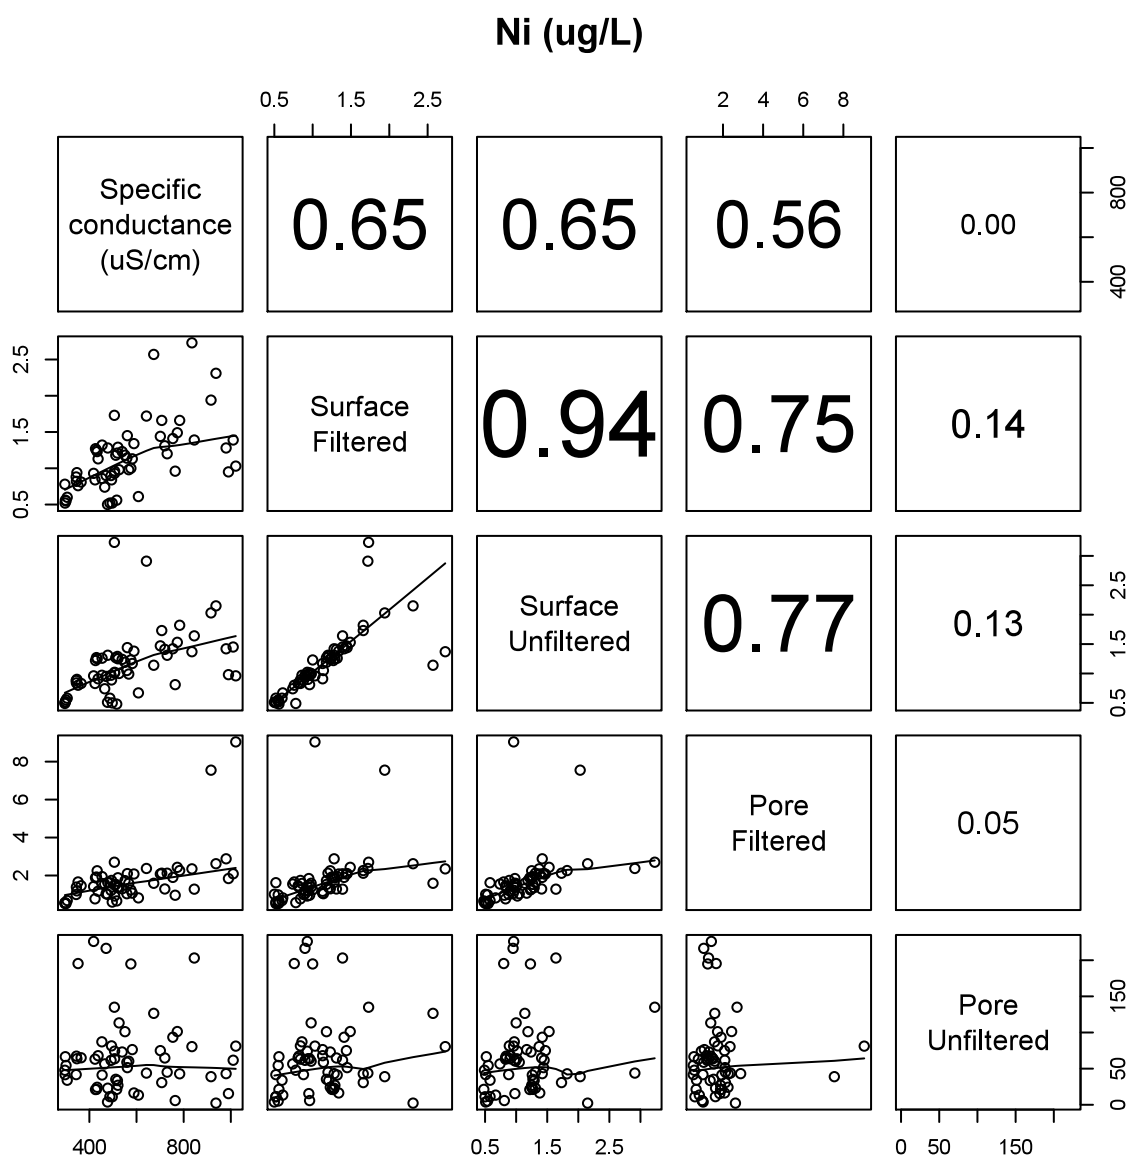 Ni (ug/L)
0.5 1.5 2.5 2 4 6 8
Specific
conductance
(uS/cm)
0.65 0.65 0.56 0.00
400 800
Surface
Filtered
0.94 0.75 0.14
0.5 1.5 2.5
Surface
Unfiltered
0.77 0.13
0.5 1.5 2.5
Pore
Filtered
0.05
2 4 6 8
Pore
Unfiltered
0 50 150
400 800 0.5 1.5 2.5 0 50 150